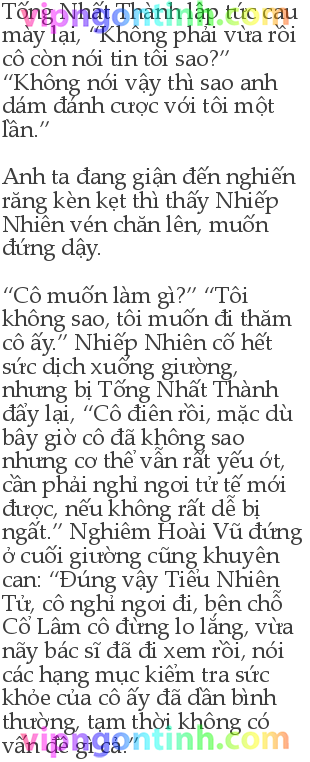 Tống Nhất Thành lập tức cau
mày lại, “Không phải vừa rồi
cô còn nói tin tôi sao?”
“Không nói vậy thì sao anh
dám đánh cược với tôi một
lần.”
Anh ta đang giận đến nghiến
răng kèn kẹt thì thấy Nhiếp
Nhiên vén chăn lên, muốn
đứng dậy.
“Cô muốn làm gì?” “Tôi
không sao, tôi muốn đi thăm
cô ấy.” Nhiếp Nhiên cố hết
sức dịch xuống giường,
nhưng bị Tống Nhất Thành
đẩy lại, “Cô điên rồi, mặc dù
bây giờ cô đã không sao
nhưng cơ thể vẫn rất yếu ớt,
cần phải nghỉ ngơi tử tế mới
được, nếu không rất dễ bị
ngất.” Nghiêm Hoài Vũ đứng
ở cuối giường cũng khuyên
can: “Đúng vậy Tiểu Nhiên
Tử, cô nghỉ ngơi đi, bên chỗ
Cổ Lâm cô đừng lo lắng, vừa
nãy bác sĩ đã đi xem rồi, nói
các hạng mục kiểm tra sức
khỏe của cô ấy đã dần bình
thường, tạm thời không có
vấn đề gì cả.”
vipngontinh.com
vipngontinh.com